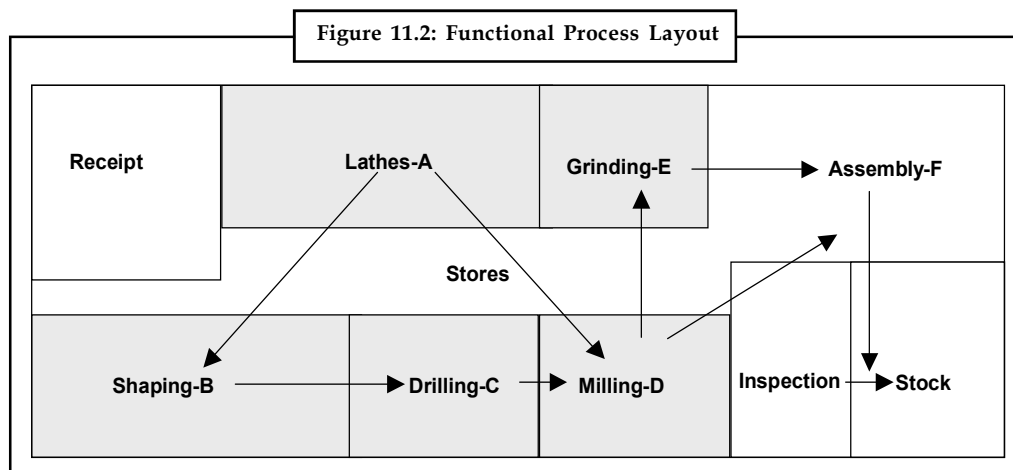 Figure 11.2: Functional Process Layout
Receipt
Lathes-A
Grinding-E
Assembly-F
Stores
Shaping-B
Drilling-C
Milling-D
Inspection
Stock